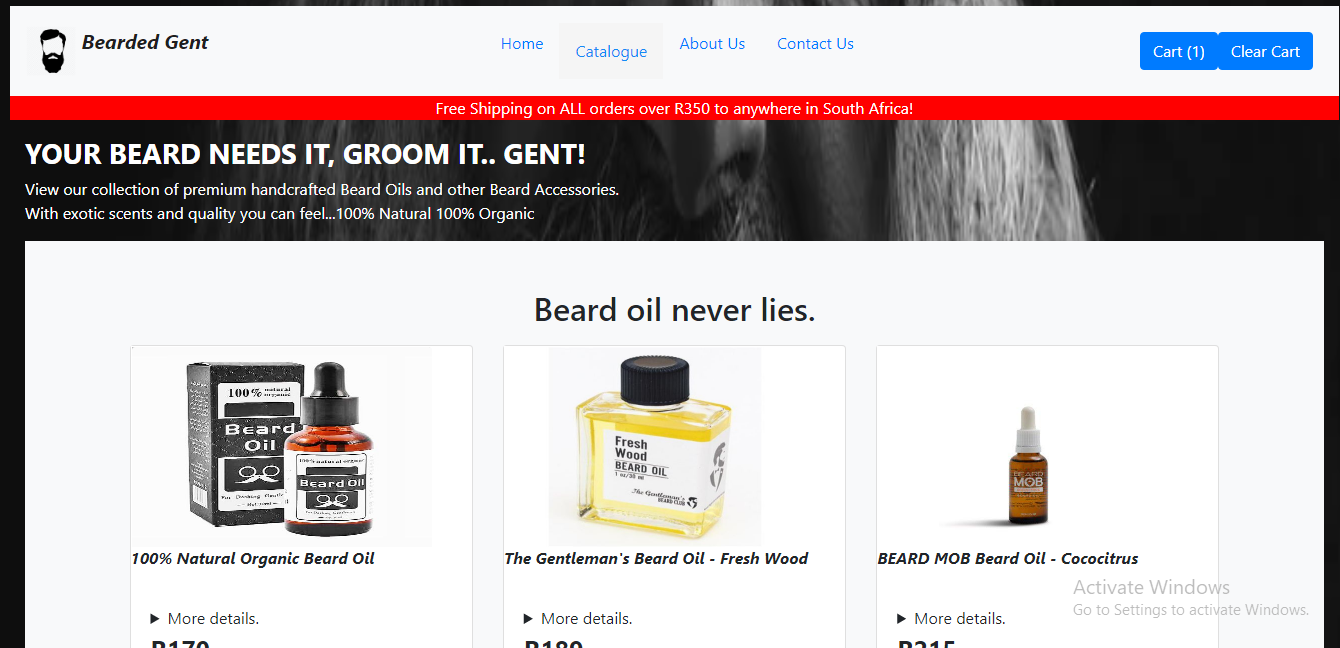 Bearded Gent
Home
Catalogue
About Us
Contact Us
Cart (1)
Clear Cart
Free Shipping on ALL orders over R350 to anywhere in South Africa!
YOUR BEARD NEEDS IT, GROOM IT.. GENT!
View our collection of premium handcrafted Beard Oils and other Beard Accessories.
With exotic scents and quality you can feel...100% Natural 100% Organic
Beard oil never lies.
100% natural organic
Beard
Oil
100% natural organic
Beard Oil
Fresh
Wood
BEARD OIL
1 oz/30 ml
The Gentleman's
BEARD CLUB
BEARD
MOB
100% Natural Organic Beard Oil
The Gentleman's Beard Oil - Fresh Wood
BEARD MOB Beard Oil - Cococitrus
More details.
More details.
More details.
R170
R180
R215
Activate Windows
Go to Settings to activate Windows.